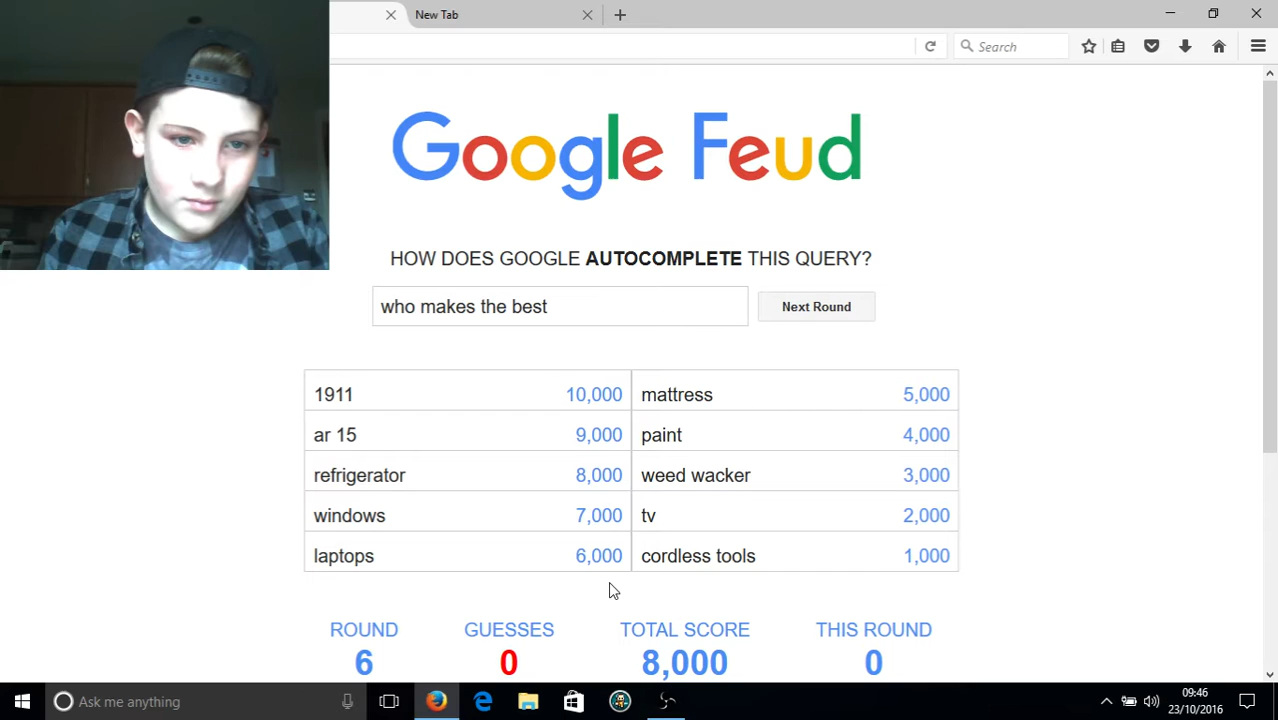 New Tab
Search
Google Feud
HOW DOES GOOGLE AUTOCOMPLETE THIS QUERY?
who makes the best
Next Round
1911 10,000 mattress 5,000
ar 15 9,000 paint 4,000
refrigerator 8,000 weed wacker 3,000
windows 7,000 tv 2,000
laptops 6,000 cordless tools 1,000
ROUND GUESSES TOTAL SCORE THIS ROUND
6 0 8,000 0
Ask me anything
09:46
23/10/2016